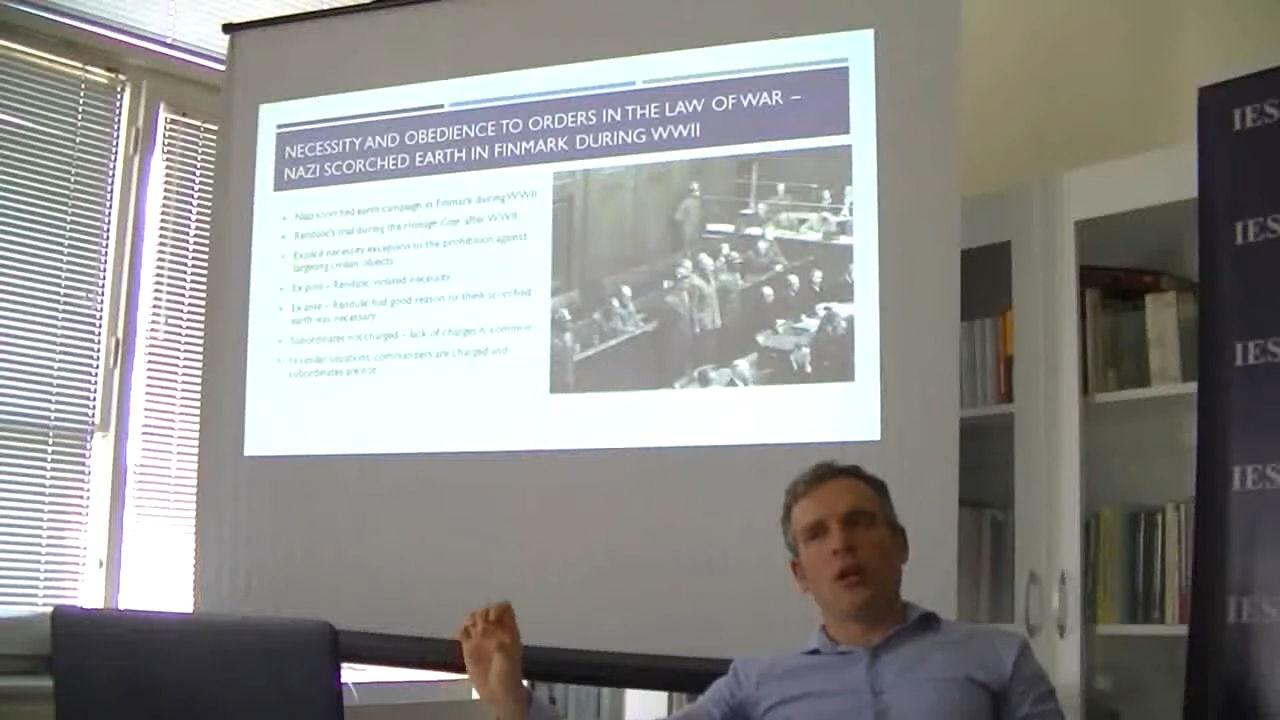 NECESSITY AND OBEDIENCE TO ORDERS IN THE LAW OF WAR –
NAZI SCORCHED EARTH IN FINMARK DURING WWII
Nazi scorched earth campaign in Finmark during WWII
Rendulic's trial during the Hostage Case after WWII
Explicit necessity exception to the prohibition against
targeting civilian objects
Ex post – Rendulic violated necessity
Ex ante – Rendulic had good reason to think scorched
earth was necessary
Subordinates not charged – lack of charges is common
In similar situations, commanders are charged and
subordinates are not
IES
IES
IES
IES
IES